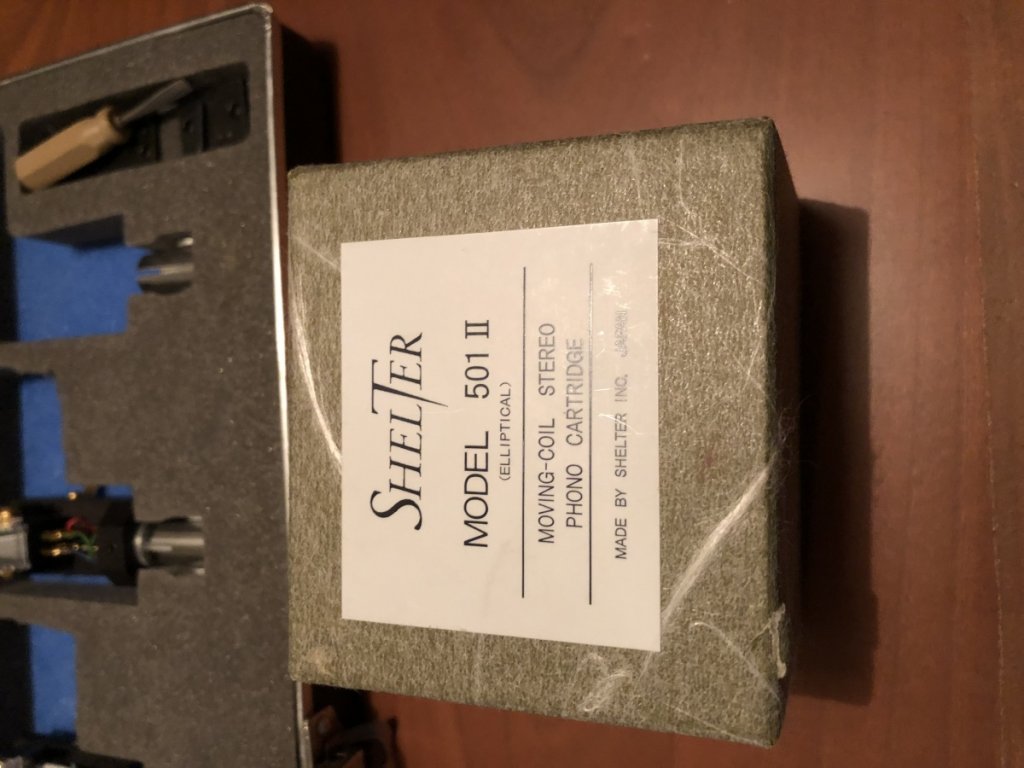 SHELTER
MODEL 501 II
(ELLIPTICAL)
MOVING-COIL STEREO
PHONO CARTRIDGE
MADE BY SHELTER INC. JAPAN